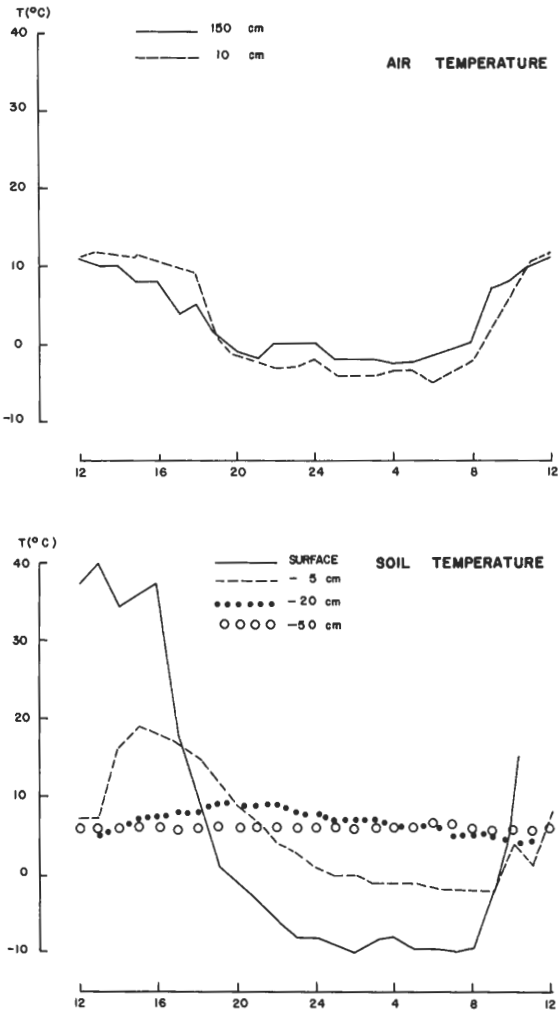 T(°C)
150 cm
10 cm
AIR TEMPERATURE
40
30
20
10
0
-10
12 16 20 24 4 8 12
T(°C)
SURFACE
- 5 cm
-20 cm
-50 cm
SOIL TEMPERATURE
40
30
20
10
0
-10
12 16 20 24 4 8 12